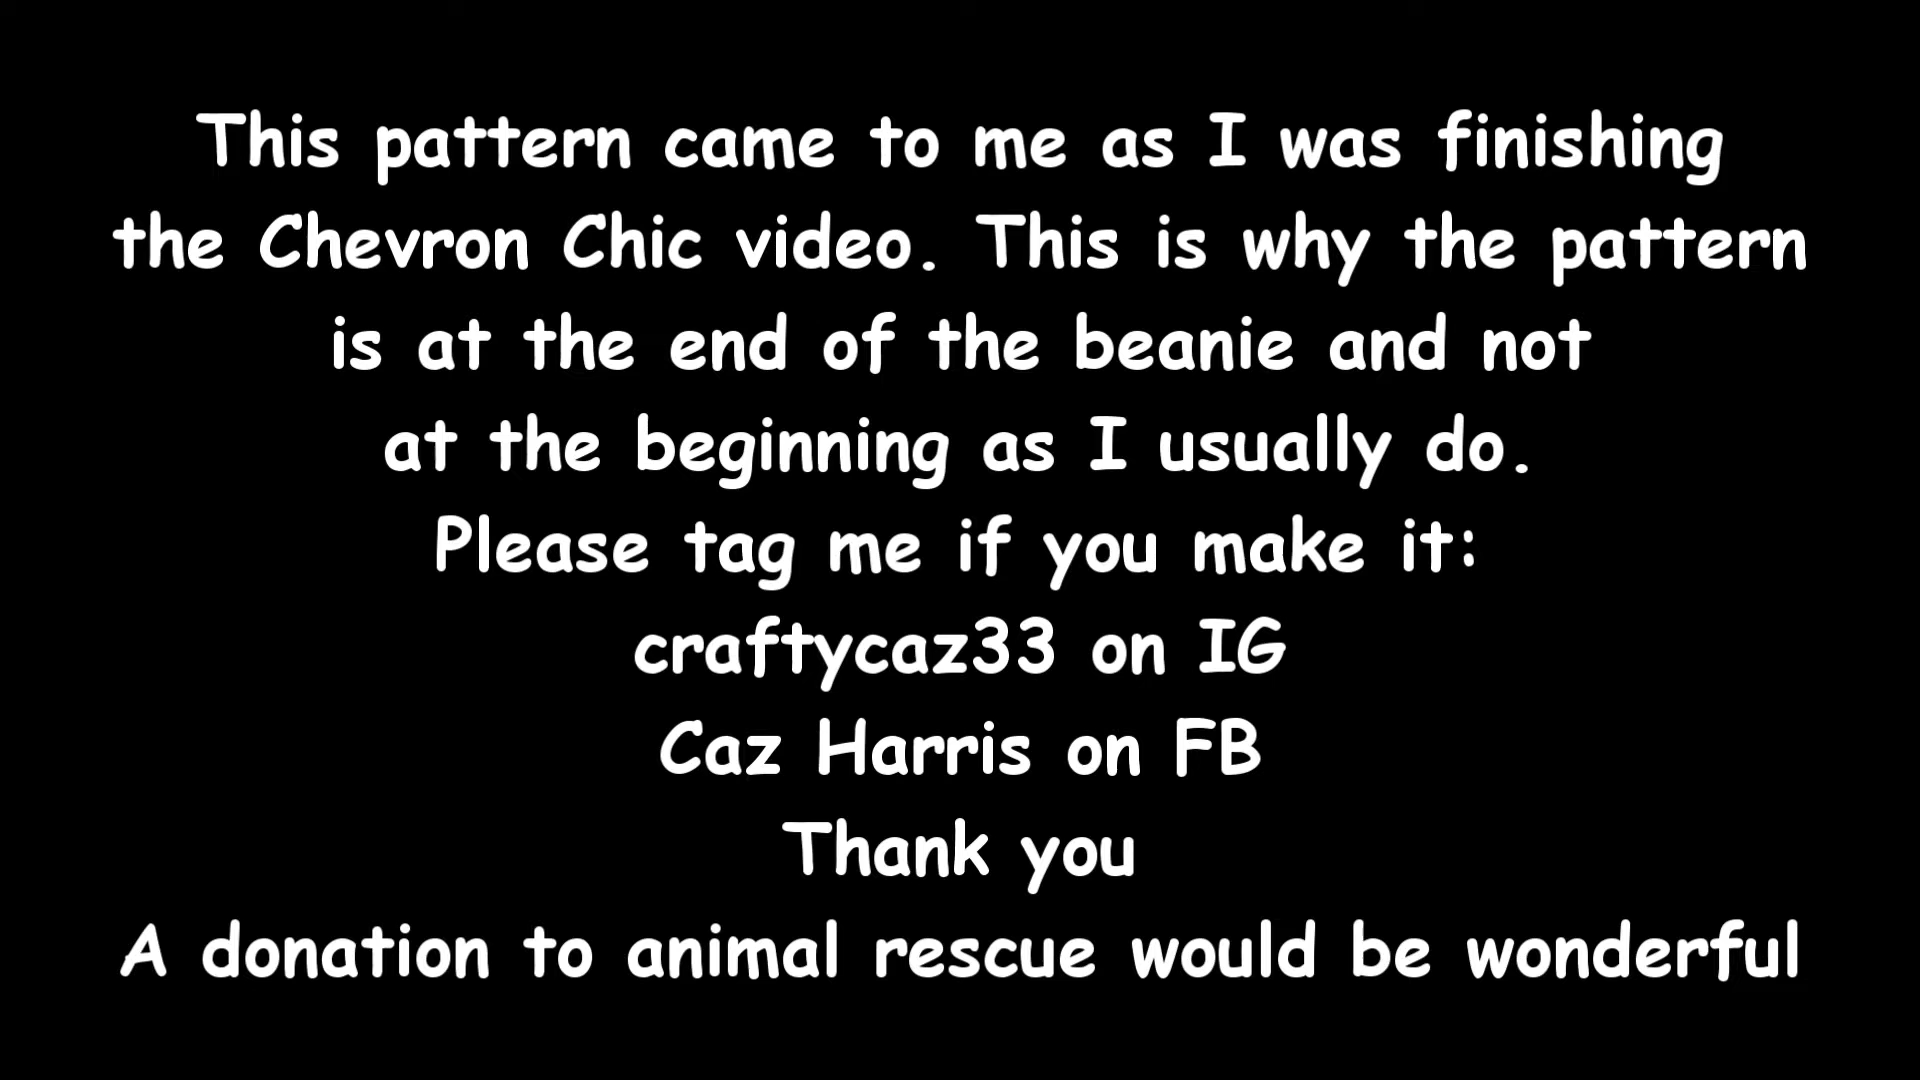 This pattern came to me as I was finishing
the Chevron Chic video. This is why the pattern
is at the end of the beanie and not
at the beginning as I usually do.
Please tag me if you make it:
craftycaz33 on IG
Caz Harris on FB
Thank you
A donation to animal rescue would be wonderful